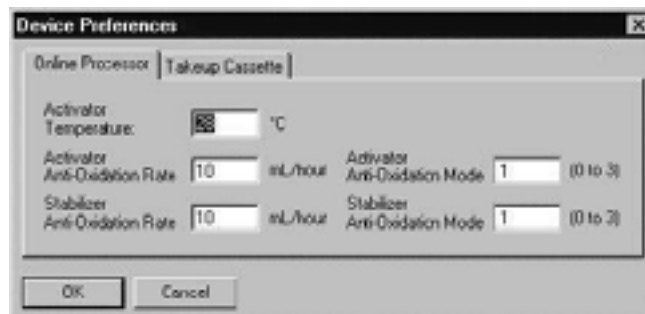 Device Preferences
Online Processor Takeup Cassette
Activator
Temperature: 28 °C
Activator Activator
Anti-Oxidation Rate 10 mL/hour Anti-Oxidation Mode 1 (0 to 3)
Stabilizer Stabilizer
Anti-Oxidation Rate 10 mL/hour Anti-Oxidation Mode 1 (0 to 3)
OK Cancel